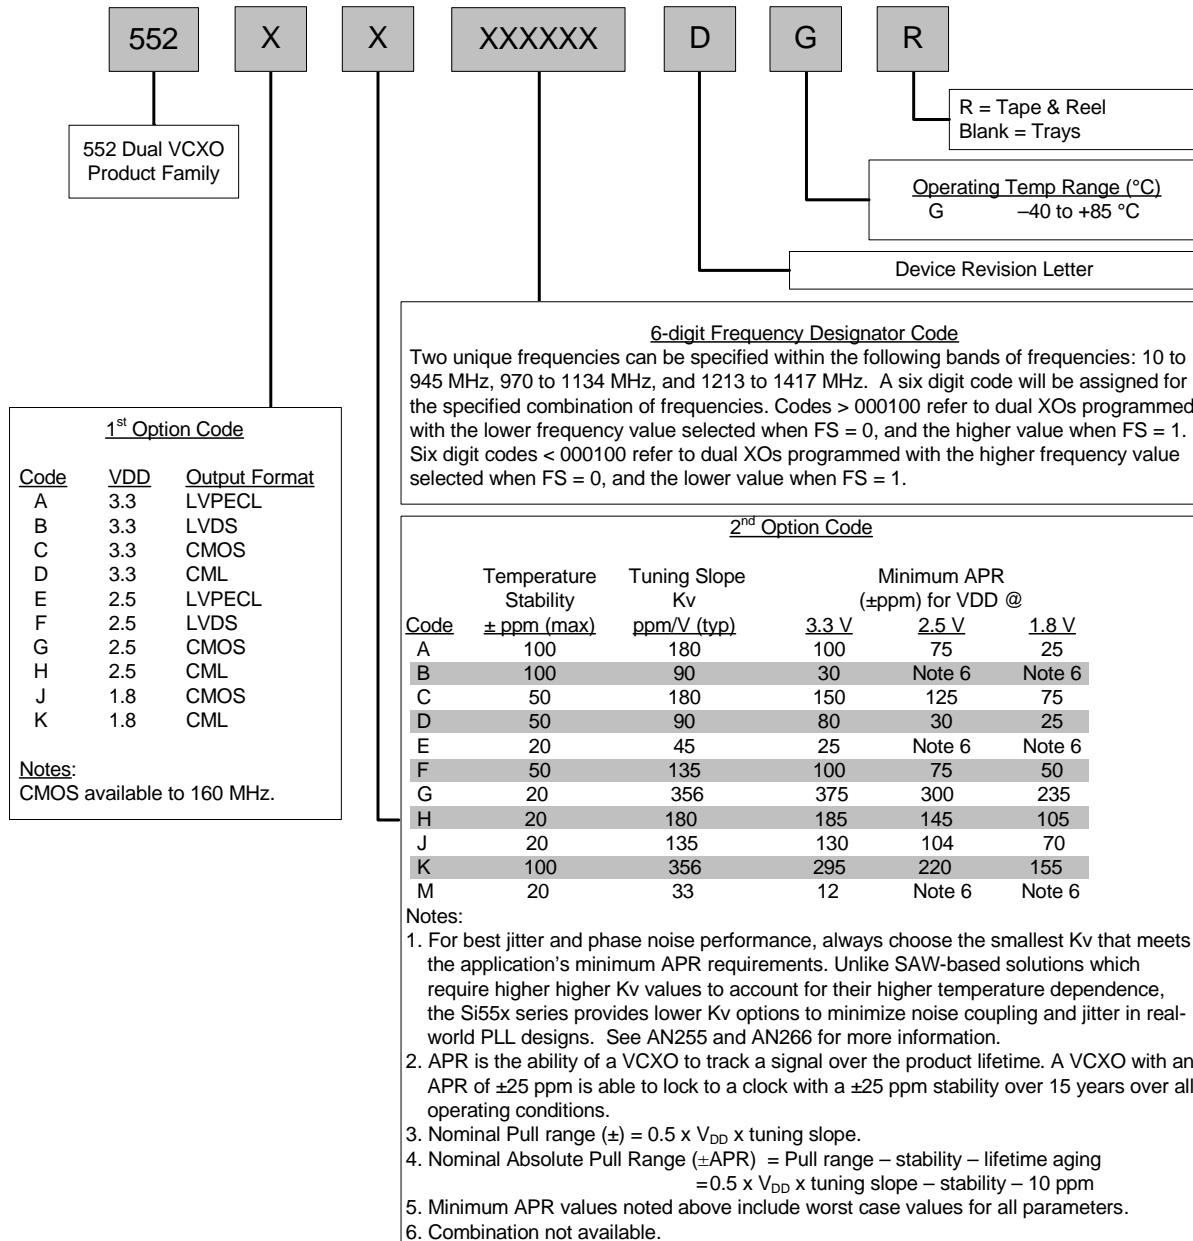 552 X X XXXXXX D G R
R = Tape & Reel
Blank = Trays
552 Dual VCXO
Product Family
Operating Temp Range (°C)
G –40 to +85 °C
Device Revision Letter
6-digit Frequency Designator Code
Two unique frequencies can be specified within the following bands of frequencies: 10 to
945 MHz, 970 to 1134 MHz, and 1213 to 1417 MHz. A six digit code will be assigned for
the specified combination of frequencies. Codes > 000100 refer to dual XOs programmed
with the lower frequency value selected when FS = 0, and the higher value when FS = 1.
Six digit codes < 000100 refer to dual XOs programmed with the higher frequency value
selected when FS = 0, and the lower value when FS = 1.
1st Option Code
Code VDD Output Format
A 3.3 LVPECL
B 3.3 LVDS
C 3.3 CMOS
D 3.3 CML
E 2.5 LVPECL
F 2.5 LVDS
G 2.5 CMOS
H 2.5 CML
J 1.8 CMOS
K 1.8 CML
Notes:
CMOS available to 160 MHz.
2nd Option Code
Temperature Tuning Slope Minimum APR
Stability Kv (±ppm) for VDD @
Code ± ppm (max) ppm/V (typ) 3.3 V 2.5 V 1.8 V
A 100 180 100 75 25
B 100 90 30 Note 6 Note 6
C 50 180 150 125 75
D 50 90 80 30 25
E 20 45 25 Note 6 Note 6
F 50 135 100 75 50
G 20 356 375 300 235
H 20 180 185 145 105
J 20 135 130 104 70
K 100 356 295 220 155
M 20 33 12 Note 6 Note 6
Notes:
1. For best jitter and phase noise performance, always choose the smallest Kv that meets
the application’s minimum APR requirements. Unlike SAW-based solutions which
require higher higher Kv values to account for their higher temperature dependence,
the Si55x series provides lower Kv options to minimize noise coupling and jitter in real-
world PLL designs. See AN255 and AN266 for more information.
2. APR is the ability of a VCXO to track a signal over the product lifetime. A VCXO with an
APR of ±25 ppm is able to lock to a clock with a ±25 ppm stability over 15 years over all
operating conditions.
3. Nominal Pull range (±) = 0.5 x VDD x tuning slope.
4. Nominal Absolute Pull Range (±APR) = Pull range – stability – lifetime aging
= 0.5 x VDD x tuning slope – stability – 10 ppm
5. Minimum APR values noted above include worst case values for all parameters.
6. Combination not available.